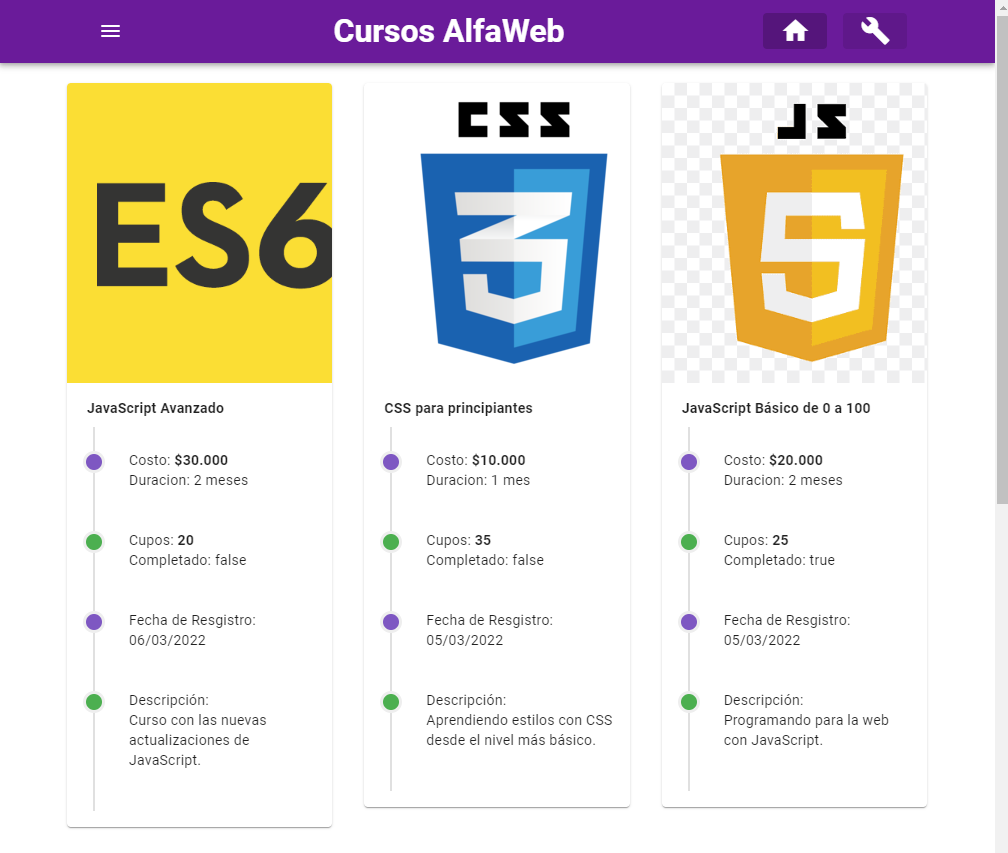 Cursos AlfaWeb
ES6
JavaScript Avanzado
Costo: $30.000
Duracion: 2 meses
Cupos: 20
Completado: false
Fecha de Resgistro:
06/03/2022
Descripción:
Curso con las nuevas
actualizaciones de
JavaScript.
CSS
3
CSS para principiantes
Costo: $10.000
Duracion: 1 mes
Cupos: 35
Completado: false
Fecha de Resgistro:
05/03/2022
Descripción:
Aprendiendo estilos con CSS
desde el nivel más básico.
JS
5
JavaScript Básico de 0 a 100
Costo: $20.000
Duracion: 2 meses
Cupos: 25
Completado: true
Fecha de Resgistro:
05/03/2022
Descripción:
Programando para la web
con JavaScript.